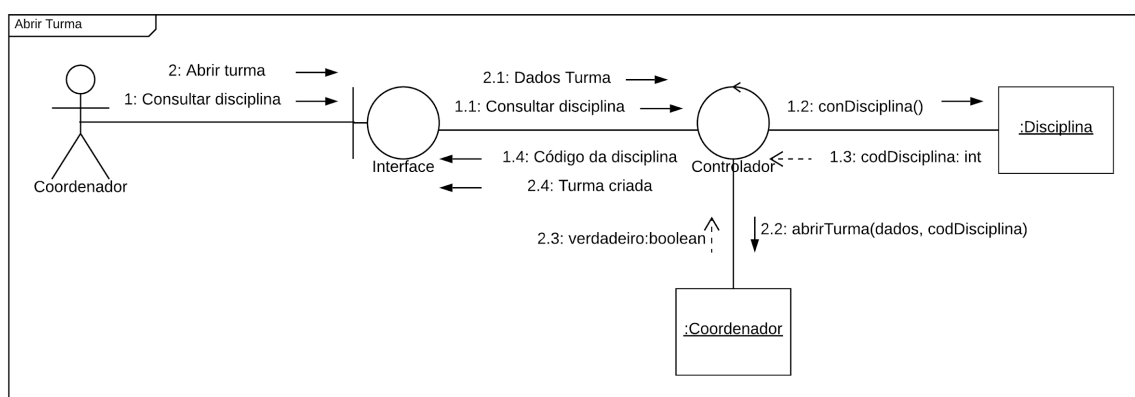 Abrir Turma
2: Abrir turma
1: Consultar disciplina
2.1: Dados Turma
1.1: Consultar disciplina
1.2: conDisciplina()
:Disciplina
Interface
1.4: Código da disciplina
Controlador
1.3: codDisciplina: int
Coordenador
2.4: Turma criada
2.3: verdadeiro:boolean
2.2: abrirTurma(dados, codDisciplina)
:Coordenador